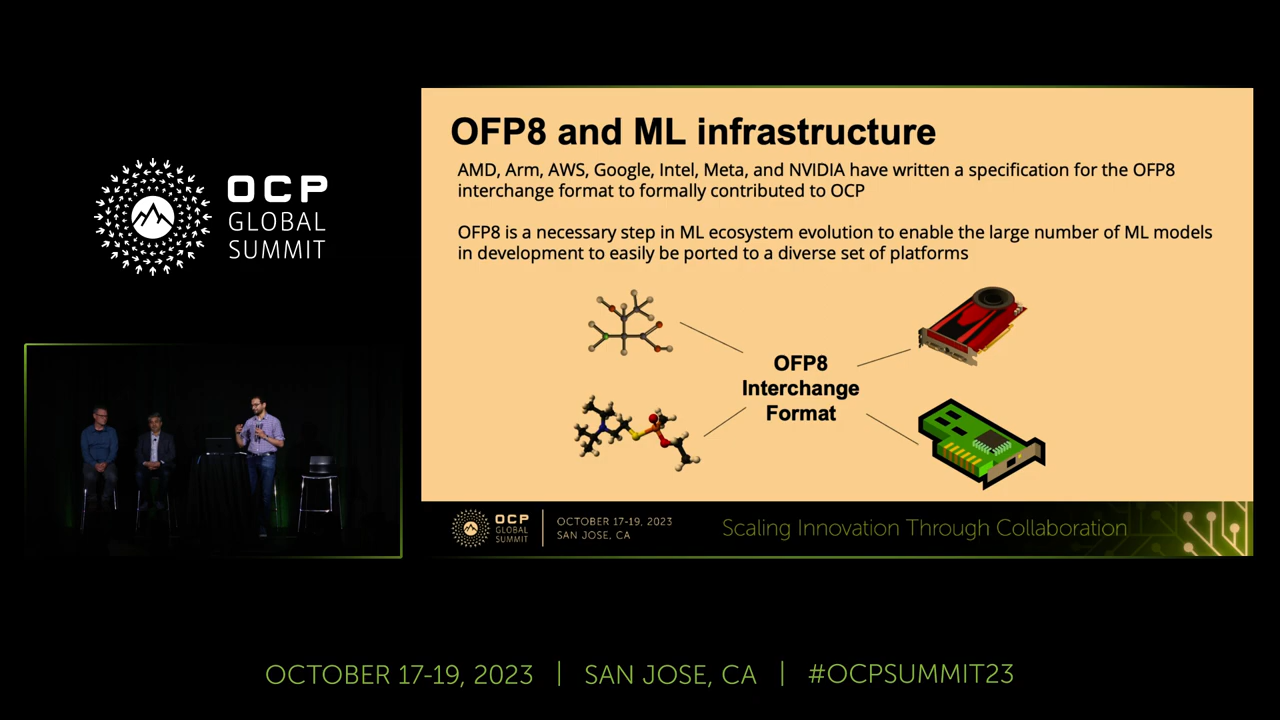 OCP
GLOBAL
SUMMIT
OFP8 and ML infrastructure
AMD, Arm, AWS, Google, Intel, Meta, and NVIDIA have written a specification for the OFP8
interchange format to formally contributed to OCP
OFP8 is a necessary step in ML ecosystem evolution to enable the large number of ML models
in development to easily be ported to a diverse set of platforms
OFP8
Interchange
Format
OCP
GLOBAL
SUMMIT
OCTOBER 17-19, 2023
SAN JOSE, CA
Scaling Innovation Through Collaboration
OCTOBER 17-19, 2023 | SAN JOSE, CA | #OCPSUMMIT23